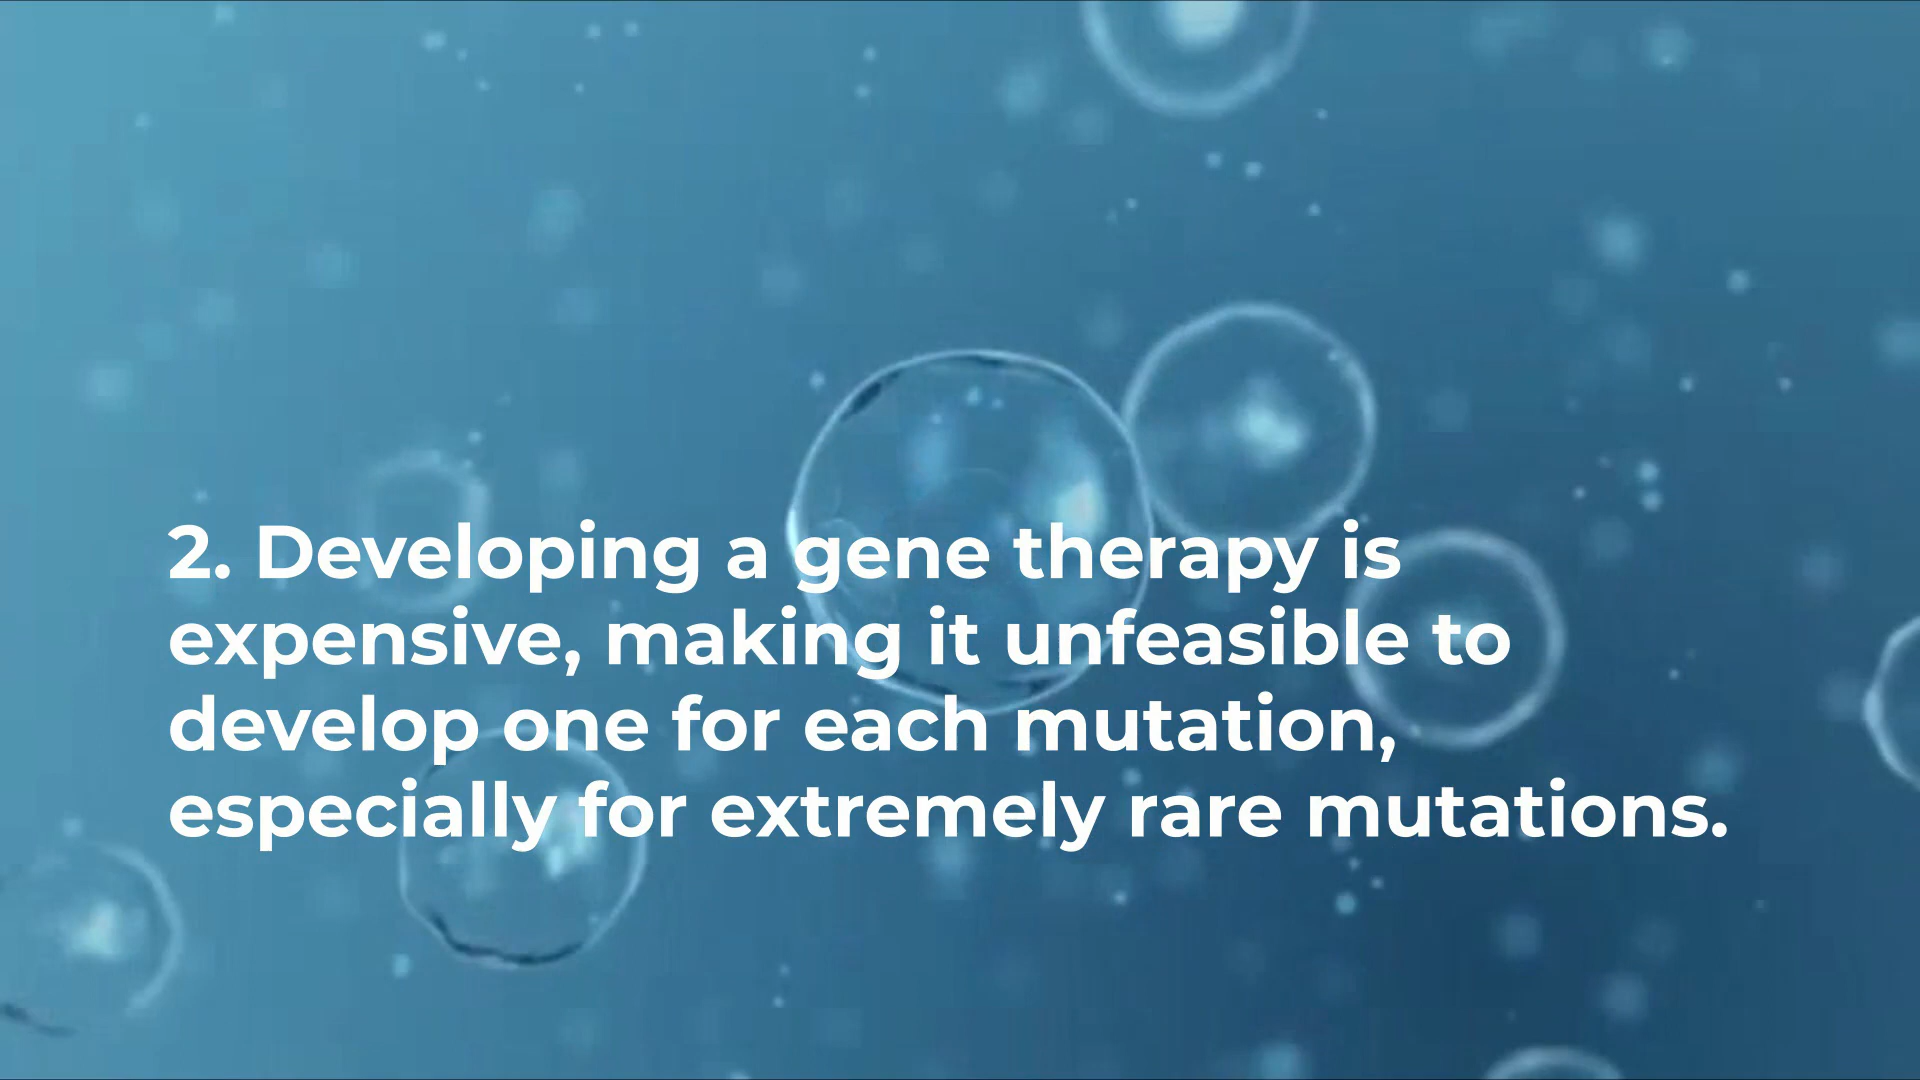 2. Developing a gene therapy is
expensive, making it unfeasible to
develop one for each mutation,
especially for extremely rare mutations.